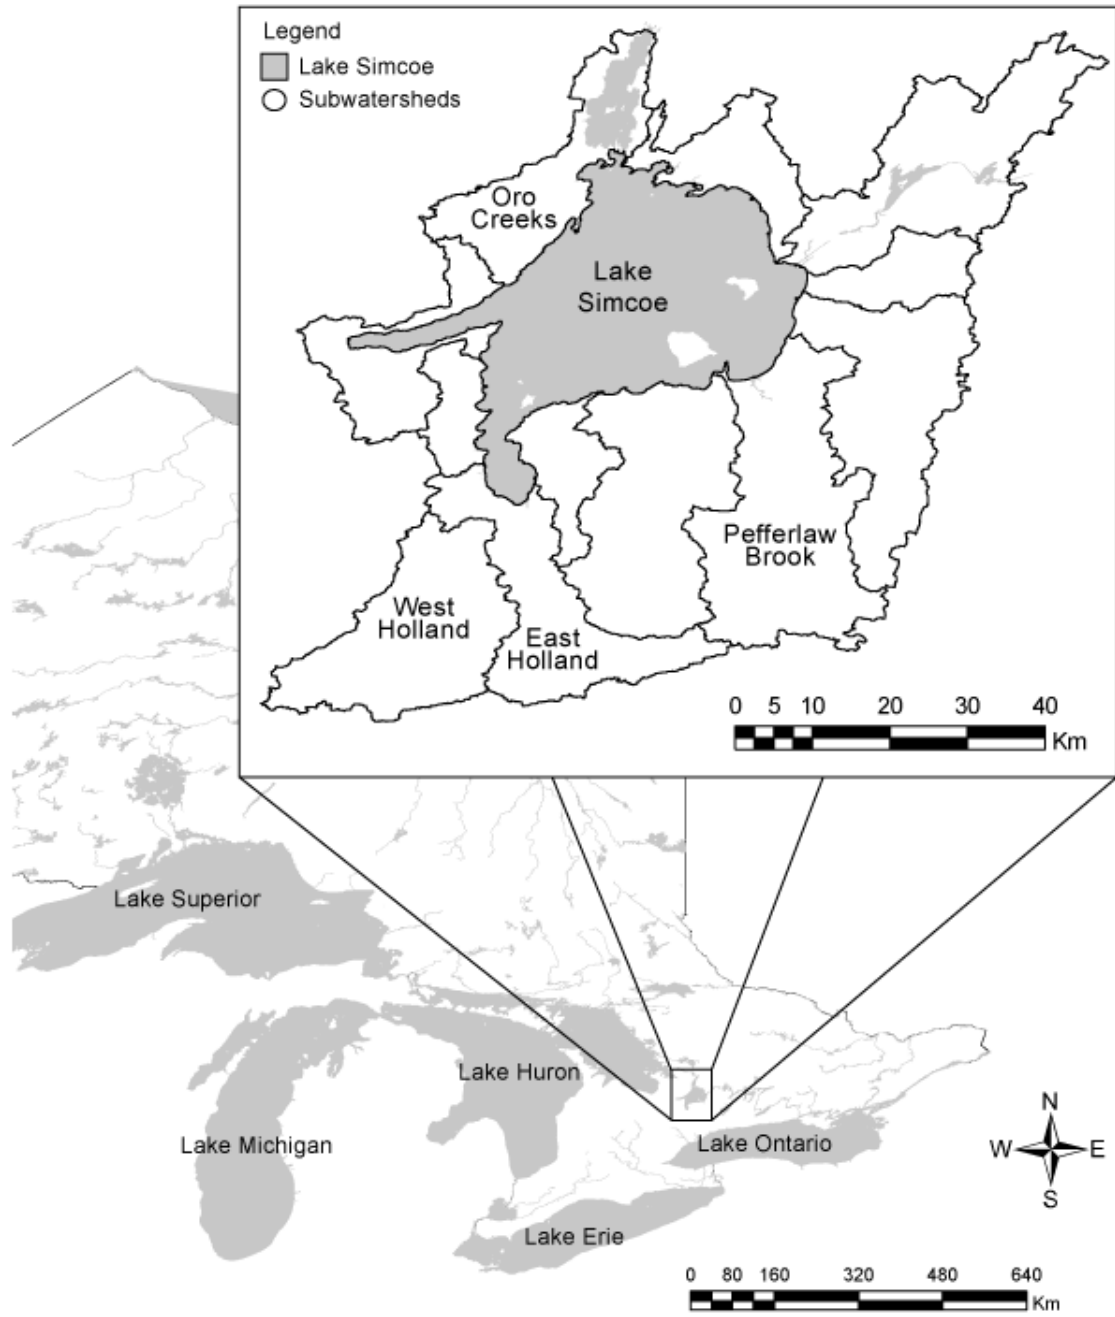 Legend
Lake Simcoe
Subwatersheds
Oro
Creeks
Lake
Simcoe
Pefferlaw
Brook
West
Holland
East
Holland
0 5 10 20 30 40
Km
Lake Superior
Lake Huron
Lake Michigan
Lake Ontario
Lake Erie
N
W E
S
0 80 160 320 480 640
Km